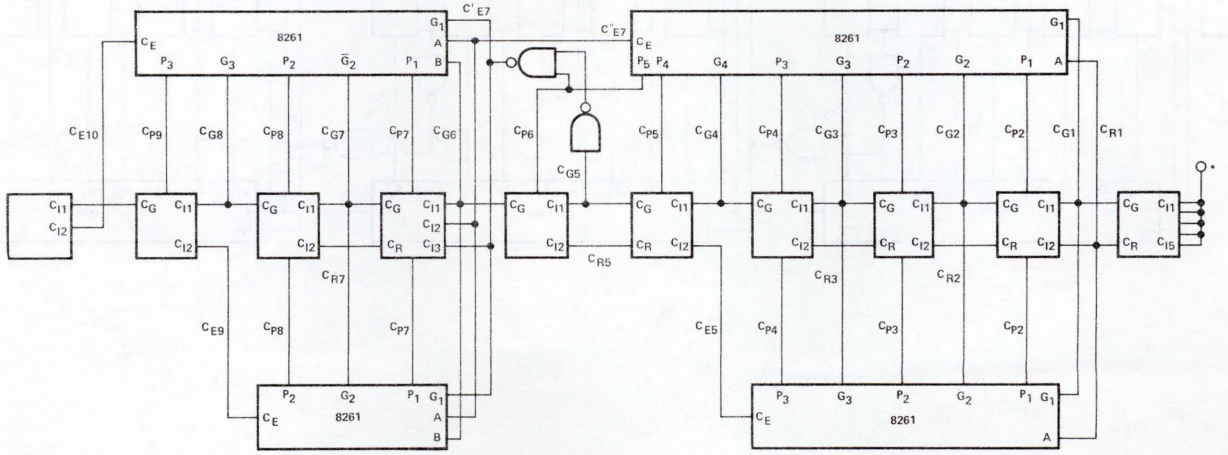 C'E7
G1 C"E7 G1
CE 8261 A CE 8261
P3 G3 P2 G̅2 P1 B P5 P4 G4 P3 G3 P2 G2 P1 A
CE10 CP9 CG8 CP8 CG7 CP7 CG6 CP6 CP5 CG4 CP4 CG3 CP3 CG2 CP2 CG1 CR1
CG5
*
CI1 CG CI1 CG CI1 CG CI1 CG CI1 CG CI1 CG CI1 CG CI1 CG CI1 CG CI1
CI2 CI2
CI2 CI2 CR CI3 CI2 CR CI2 CI2 CR CI2 CR CI2 CR CI5
CR7 CR5 CR3 CR2
CE9 CP8 CP7 CE5 CP4 CP3 CP2
P2 G2 P1 G1 P3 G3 P2 G2 P1 G1
CE 8261 A CE 8261
B A